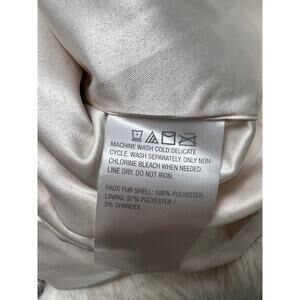 MACHINE WASH COLD DELICATE
CYCLE. WASH SEPARATELY. ONLY NON-
CHLORINE BLEACH WHEN NEEDED.
LINE DRY. DO NOT IRON.
FAUX FUR SHELL: 100% POLYESTER
LINING: 97% POLYESTER /
3% SPANDEX